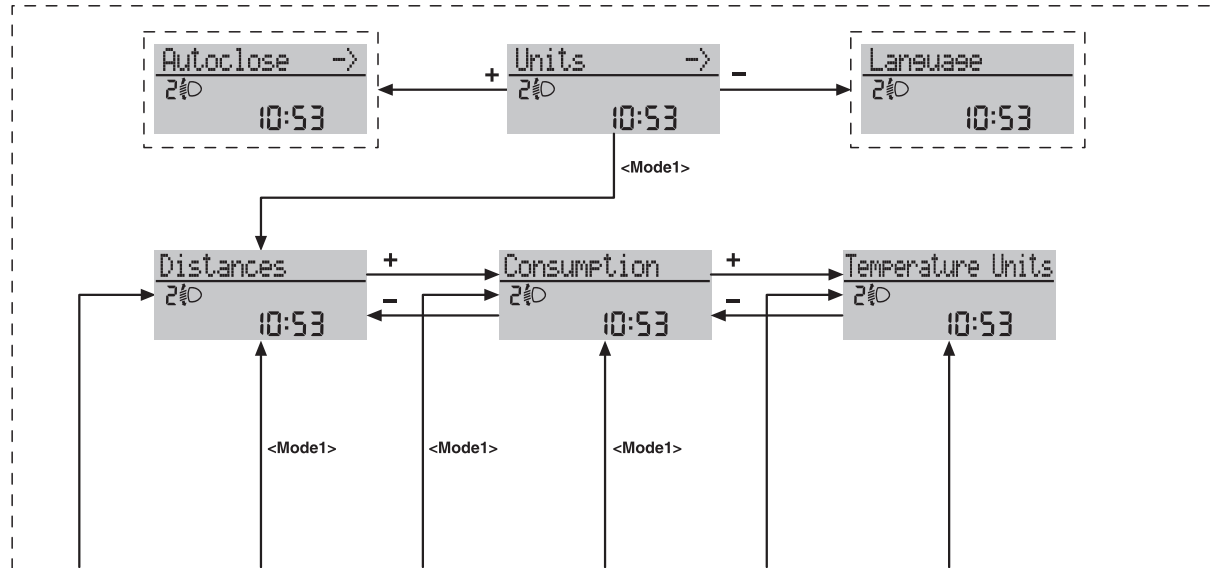 Autoclose -> Units -> Language
+ -
2 2 2
10:53 10:53 10:53
<Mode1>
Distances + Consumption + Temperature Units
2 - 2 - 2
10:53 10:53 10:53
<Mode1> <Mode1> <Mode1>